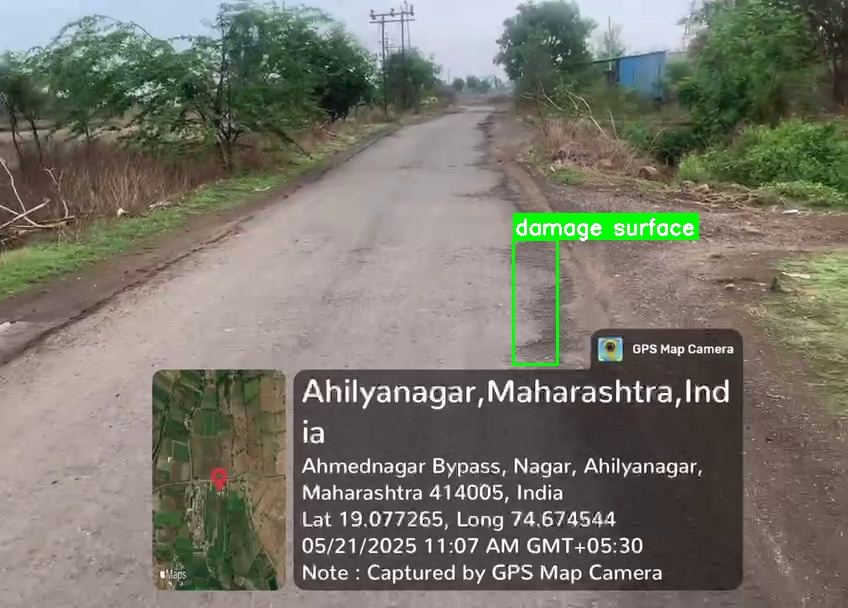 damage surface
GPS Map Camera
Ahilyanagar,Maharashtra,Ind
ia
Ahmednagar Bypass, Nagar, Ahilyanagar,
Maharashtra 414005, India
Lat 19.077265, Long 74.674544
05/21/2025 11:07 AM GMT+05:30
Note : Captured by GPS Map Camera
Maps